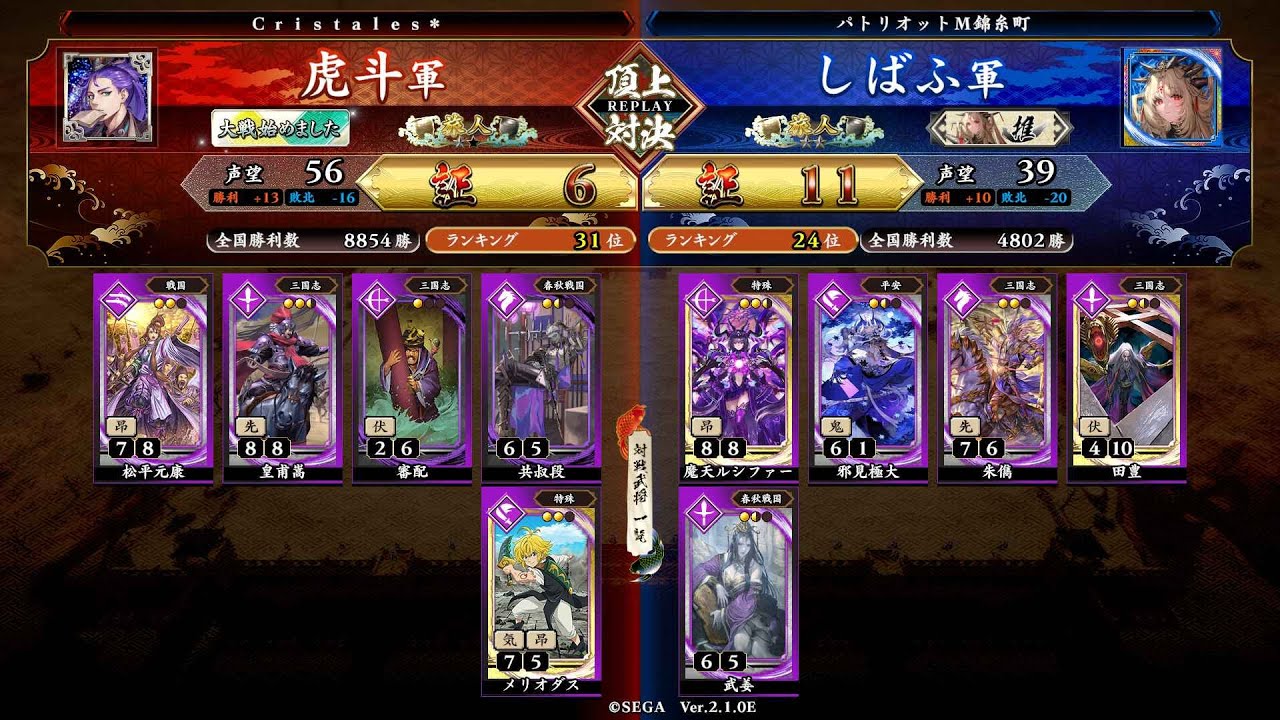 Cristales*
パトリオットM錦糸町
虎斗軍
頂上
REPLAY
対決
しばふ軍
大戦始めました
旅人
旅人
推
声望 56
勝利 +13 敗北 -16
証 6
証 11
声望 39
勝利 +10 敗北 -20
全国勝利数 8854勝
ランキング 31位
ランキング 24位
全国勝利数 4802勝
戦国
昂
7 8
松平元康
三国志
先
8 8
皇甫嵩
三国志
伏
2 6
審配
春秋戦国
6 5
共叔段
特殊
昂
8 8
魔天ルシファー
平安
鬼
6 1
邪見極大
三国志
先
7 6
朱儁
三国志
伏
4 10
田豊
対戦武将一覧
特殊
気 昂
7 5
メリオダス
春秋戦国
6 5
武姜
©SEGA Ver.2.1.0E